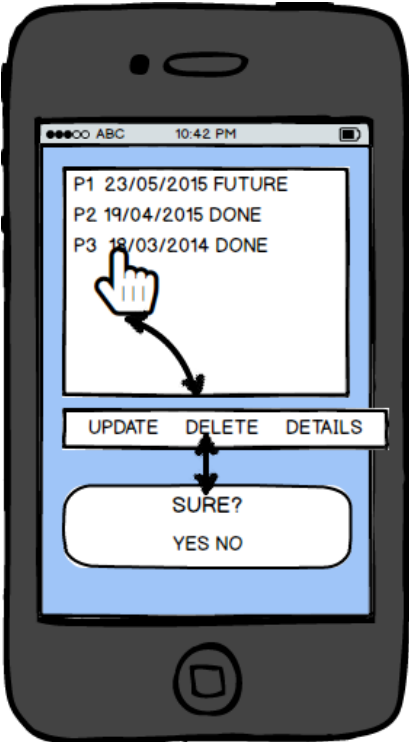 ABC 10:42 PM
P1 23/05/2015 FUTURE
P2 19/04/2015 DONE
P3 18/03/2014 DONE
UPDATE DELETE DETAILS
SURE?
YES NO